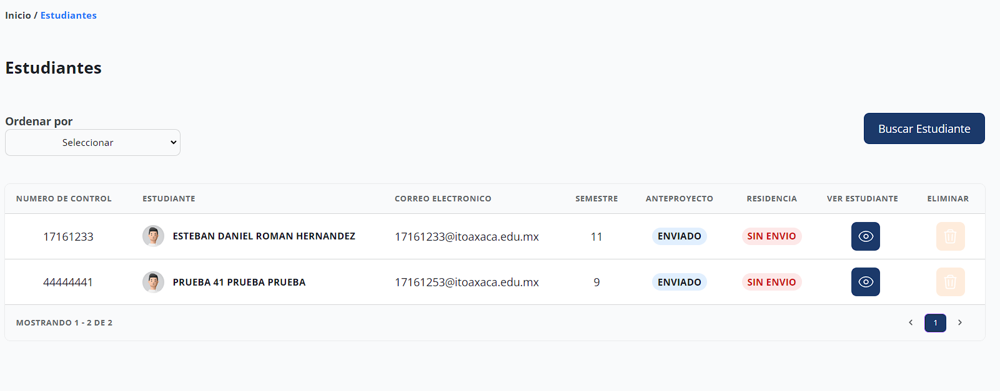 Inicio / Estudiantes
Estudiantes
Ordenar por
Seleccionar
Buscar Estudiante
NUMERO DE CONTROL ESTUDIANTE CORREO ELECTRONICO SEMESTRE ANTEPROYECTO RESIDENCIA VER ESTUDIANTE ELIMINAR
17161233 ESTEBAN DANIEL ROMAN HERNANDEZ 17161233@itoaxaca.edu.mx 11 ENVIADO SIN ENVIO
44444441 PRUEBA 41 PRUEBA PRUEBA 17161253@itoaxaca.edu.mx 9 ENVIADO SIN ENVIO
MOSTRANDO 1 - 2 DE 2 1